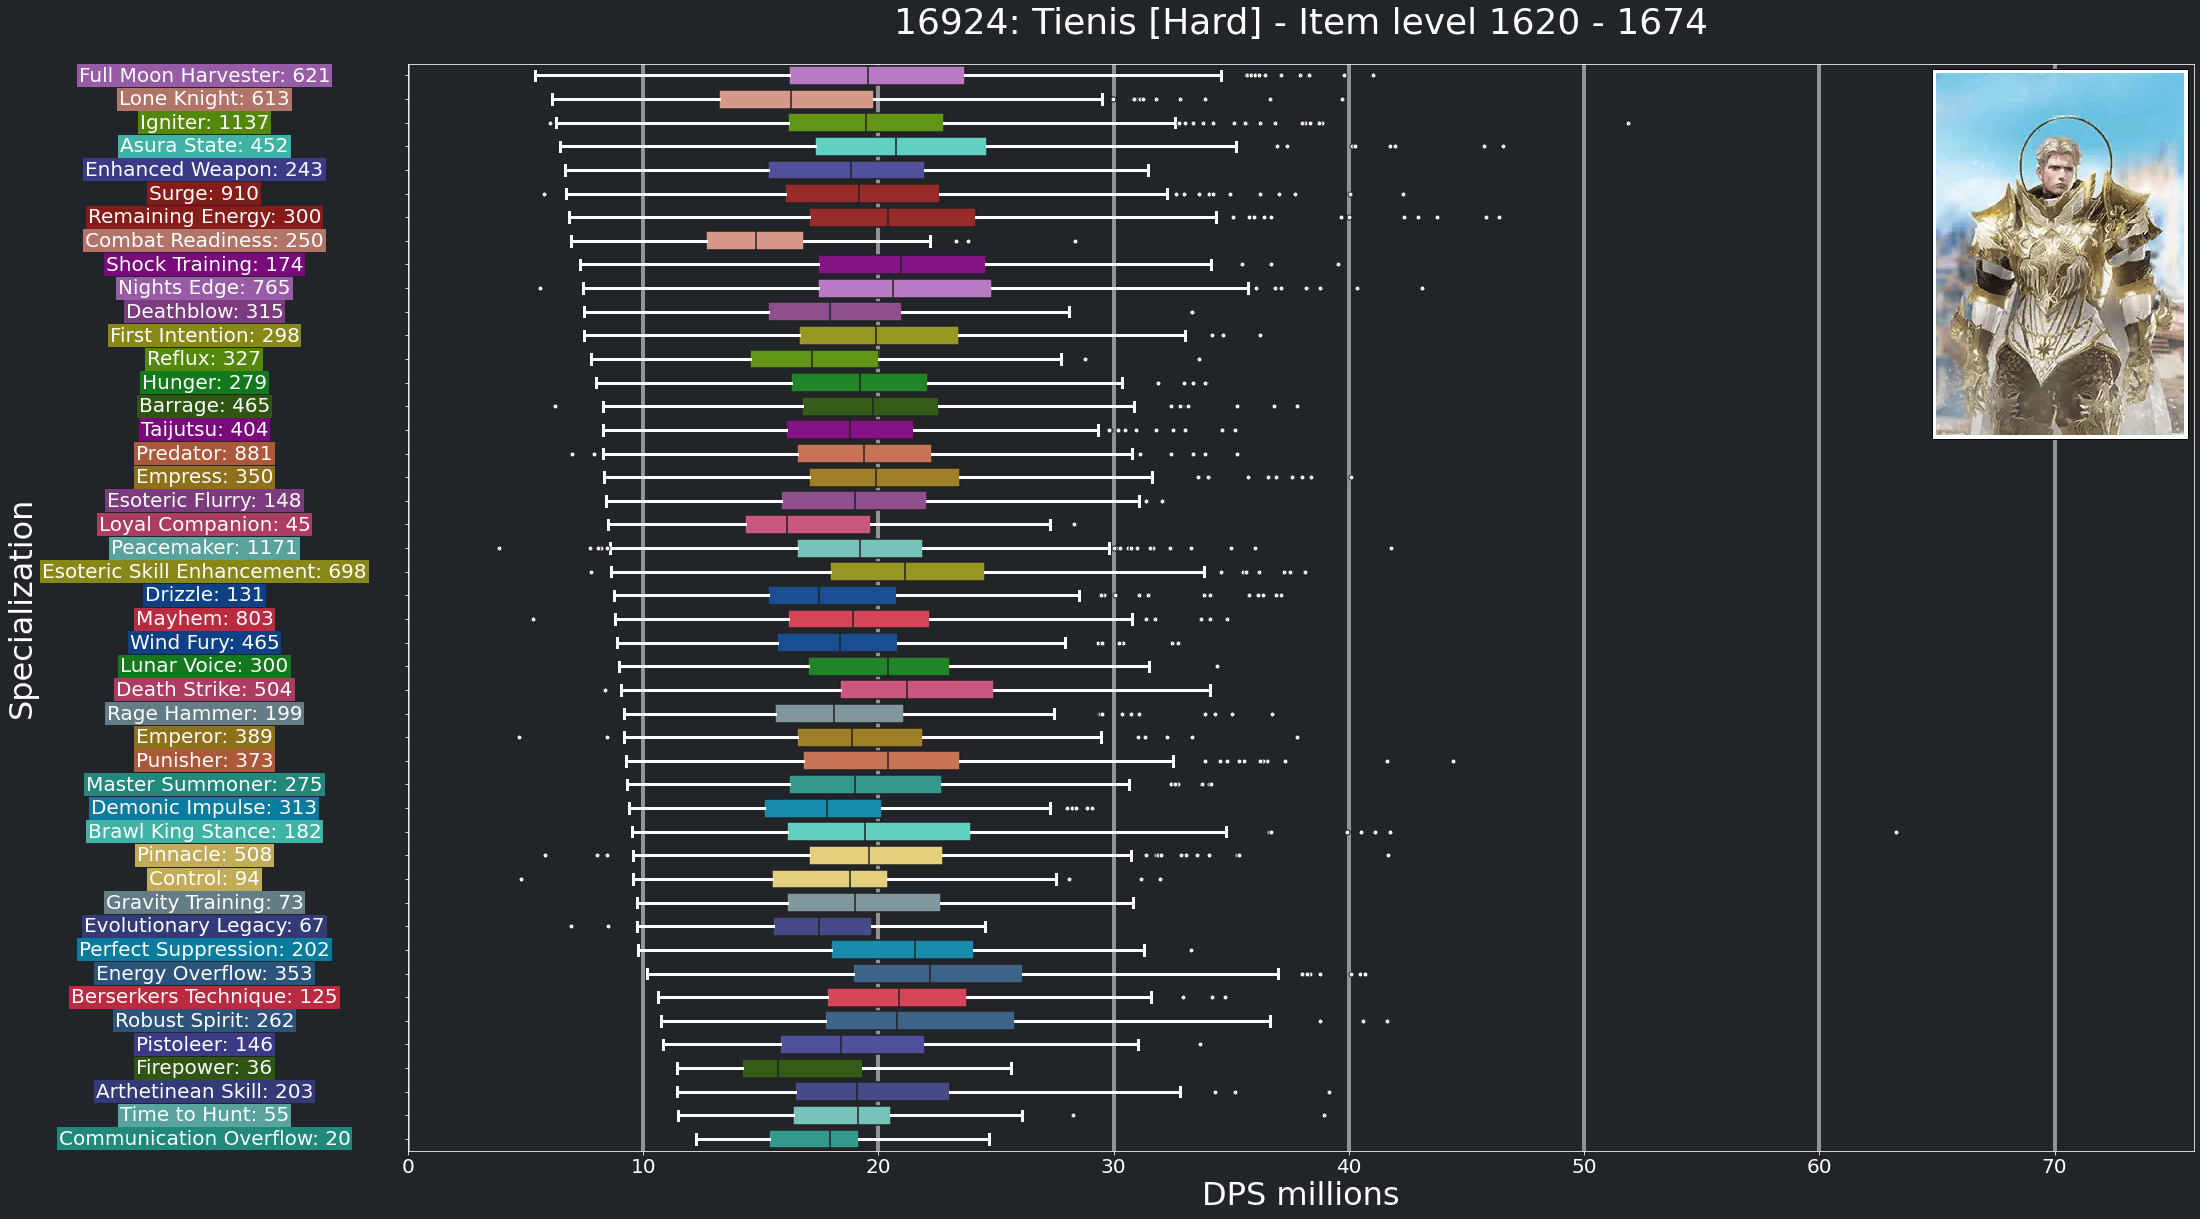 16924: Tienis [Hard] - Item level 1620 - 1674
Full Moon Harvester: 621
Lone Knight: 613
Igniter: 1137
Asura State: 452
Enhanced Weapon: 243
Surge: 910
Remaining Energy: 300
Combat Readiness: 250
Shock Training: 174
Nights Edge: 765
Deathblow: 315
First Intention: 298
Reflux: 327
Hunger: 279
Barrage: 465
Taijutsu: 404
Predator: 881
Empress: 350
Esoteric Flurry: 148
Loyal Companion: 45
Peacemaker: 1171
Esoteric Skill Enhancement: 698
Drizzle: 131
Mayhem: 803
Wind Fury: 465
Lunar Voice: 300
Death Strike: 504
Rage Hammer: 199
Emperor: 389
Punisher: 373
Master Summoner: 275
Demonic Impulse: 313
Brawl King Stance: 182
Pinnacle: 508
Control: 94
Gravity Training: 73
Evolutionary Legacy: 67
Perfect Suppression: 202
Energy Overflow: 353
Berserkers Technique: 125
Robust Spirit: 262
Pistoleer: 146
Firepower: 36
Arthetinean Skill: 203
Time to Hunt: 55
Communication Overflow: 20
Specialization
0 10 20 30 40 50 60 70
DPS millions